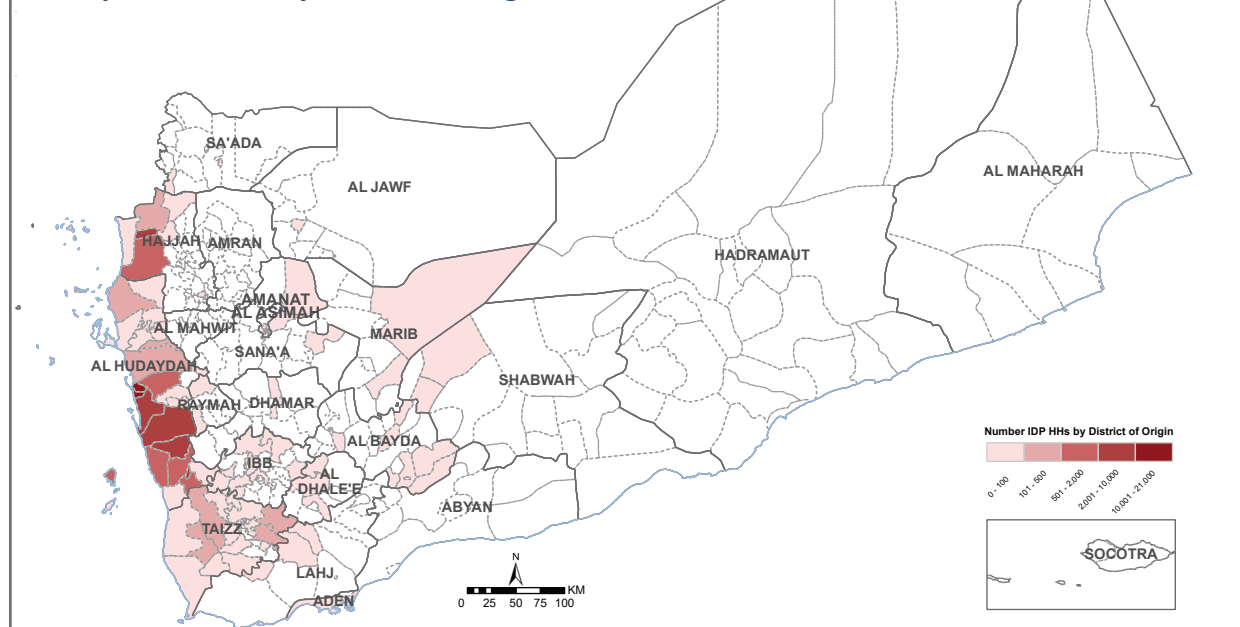 SA'ADA
AL JAWF
AL MAHARAH
HAJJAH
AMRAN
HADRAMAUT
AMANAT
AL ASIMAH
AL MAHWIT
MARIB
SANA'A
AL HUDAYDAH
SHABWAH
RAYMAH
DHAMAR
AL BAYDA
IBB
AL
DHALE'E
ABYAN
TAIZZ
LAHJ
ADEN
N
KM
0 25 50 75 100
Number IDP HHs by District of Origin
0 - 100
101 - 500
501 - 2,000
2,001 - 10,000
10,001 - 21,000
SOCOTRA